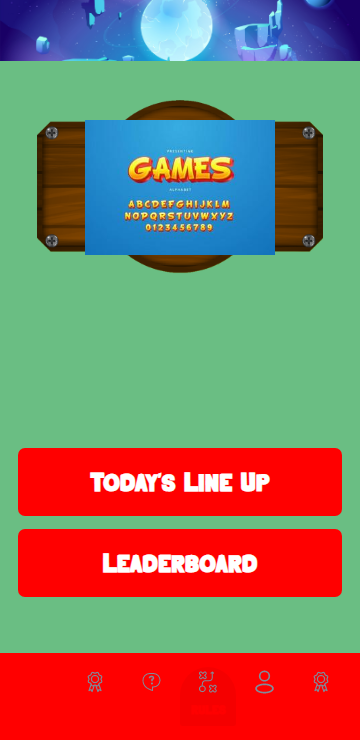 PRESENTING
GAMES
ALPHABET
ABCDEFGHIJKLM
NOPQRSTUVWXYZ
0123456789
Today's Line Up
Leaderboard